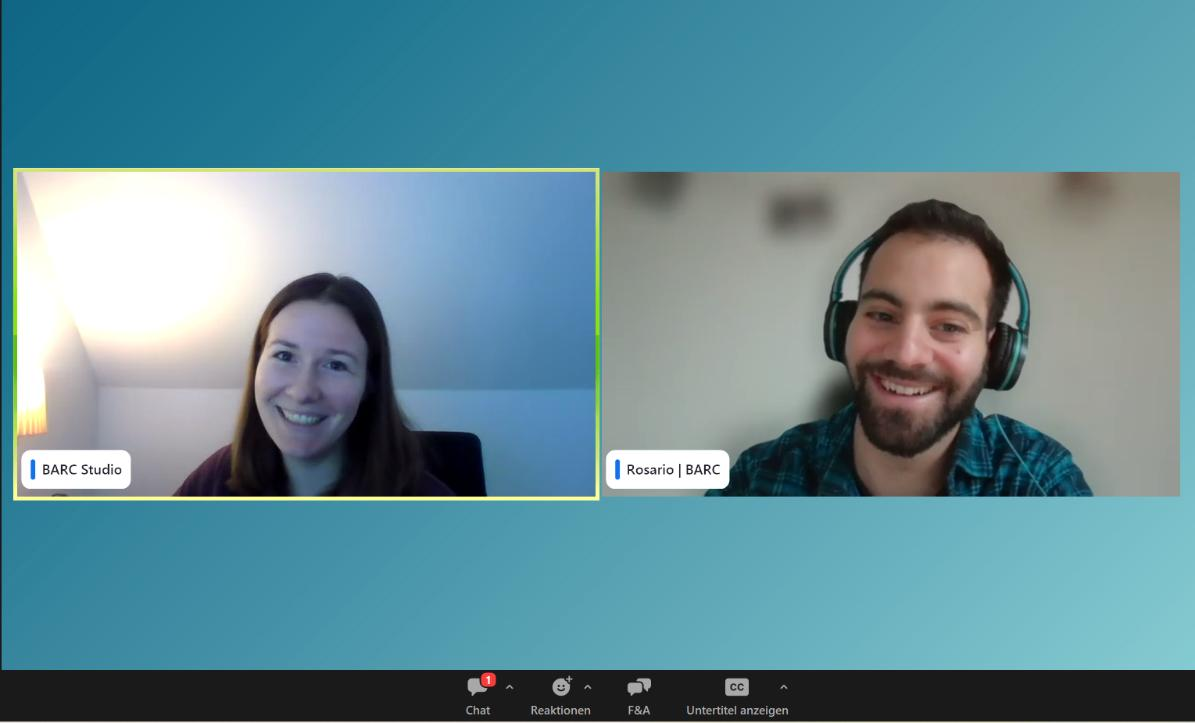 BARC Studio
Rosario | BARC
1
Chat
Reaktionen
F&A
CC
Untertitel anzeigen